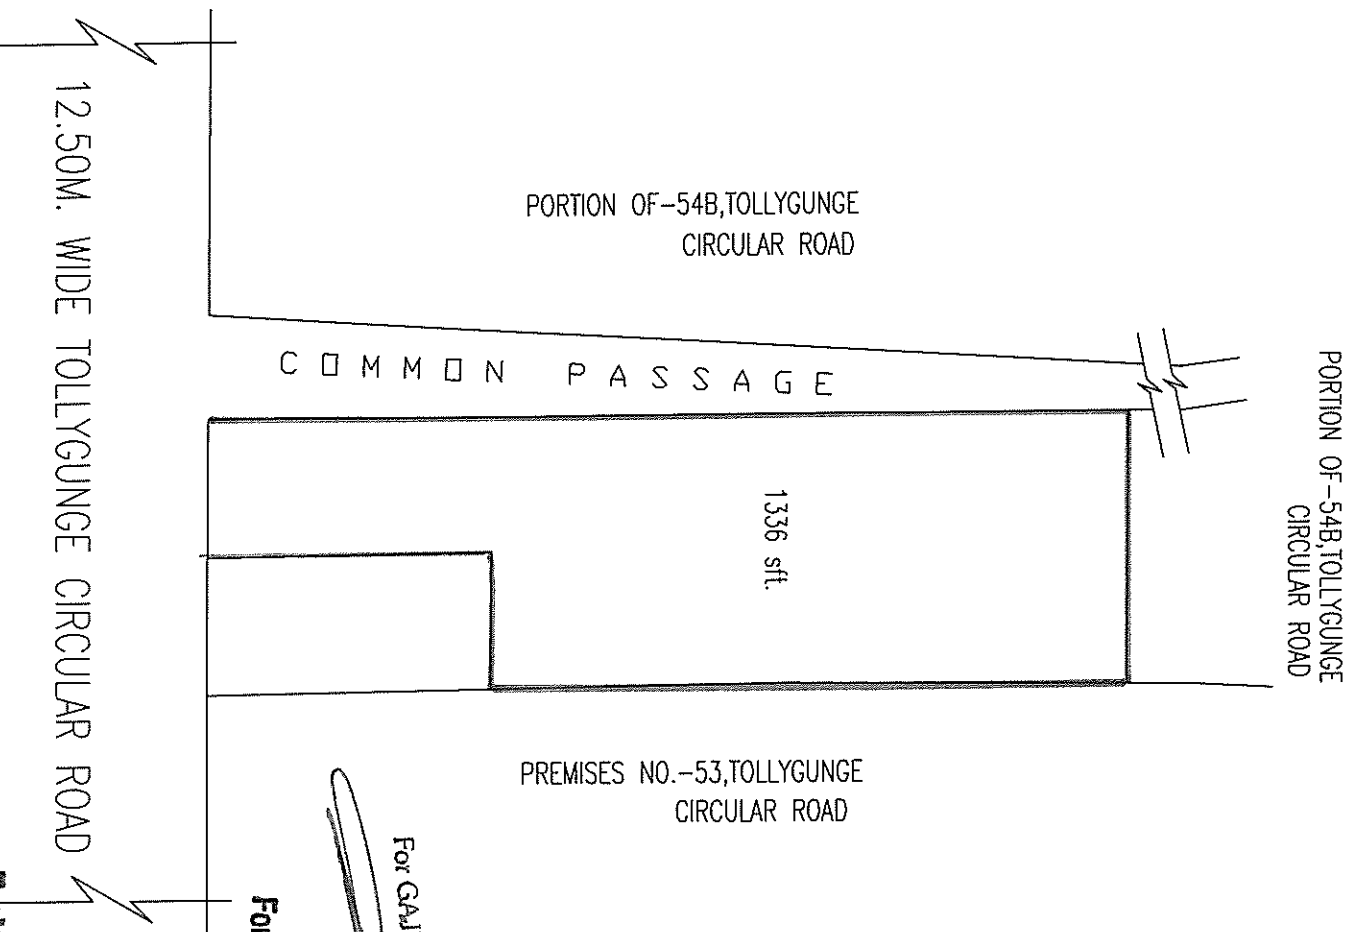 12.50M. WIDE TOLLYGUNGE CIRCULAR ROAD
PORTION OF-54B,TOLLYGUNGE
CIRCULAR ROAD
COMMON PASSAGE
PORTION OF-54B,TOLLYGUNGE
CIRCULAR ROAD
1336 sft.
PREMISES NO.-53,TOLLYGUNGE
CIRCULAR ROAD
For
For